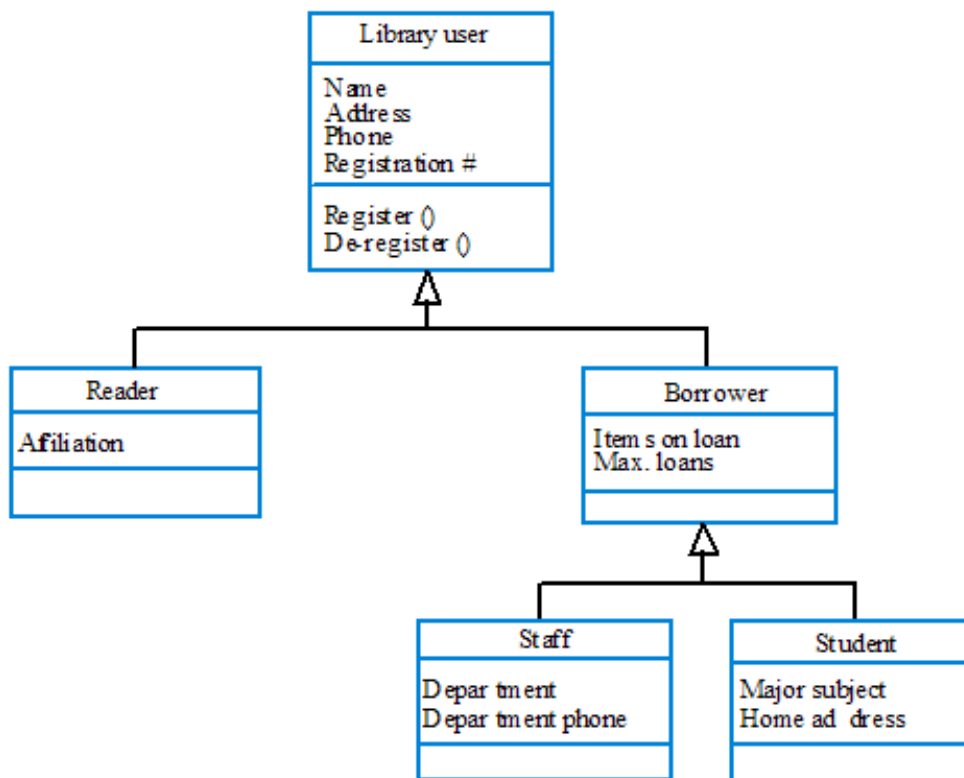 Library user
Name
Address
Phone
Registration #
Register ()
De-register ()
Reader
Affiliation
Borrower
Items on loan
Max. loans
Staff
Department
Department phone
Student
Major subject
Home address